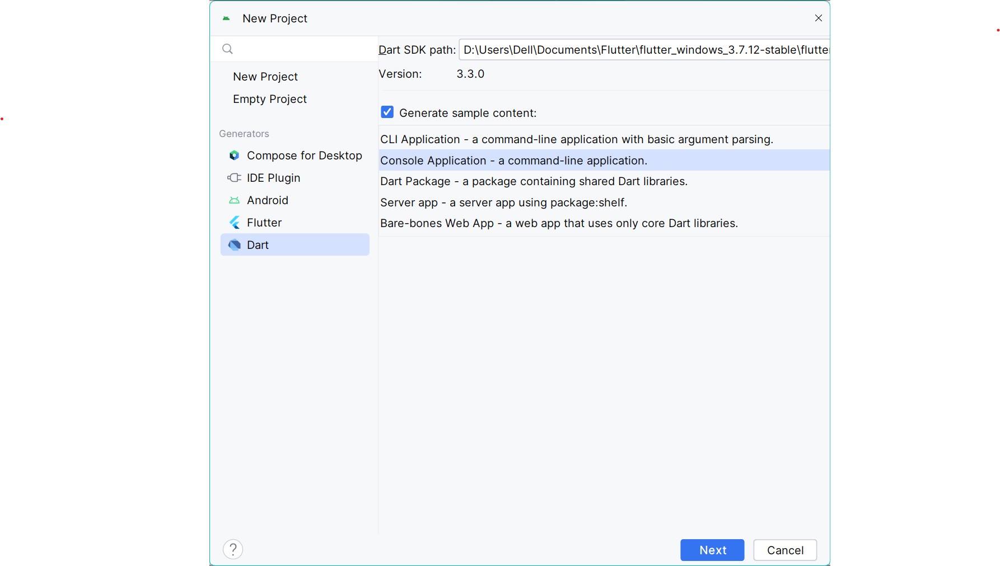 New Project
Dart SDK path: D:\Users\Dell\Documents\Flutter\flutter_windows_3.7.12-stable\flutter
Version: 3.3.0
New Project
Empty Project
Generators
Compose for Desktop
IDE Plugin
Android
Flutter
Dart
Generate sample content:
CLI Application - a command-line application with basic argument parsing.
Console Application - a command-line application.
Dart Package - a package containing shared Dart libraries.
Server app - a server app using package:shelf.
Bare-bones Web App - a web app that uses only core Dart libraries.
?
Next
Cancel